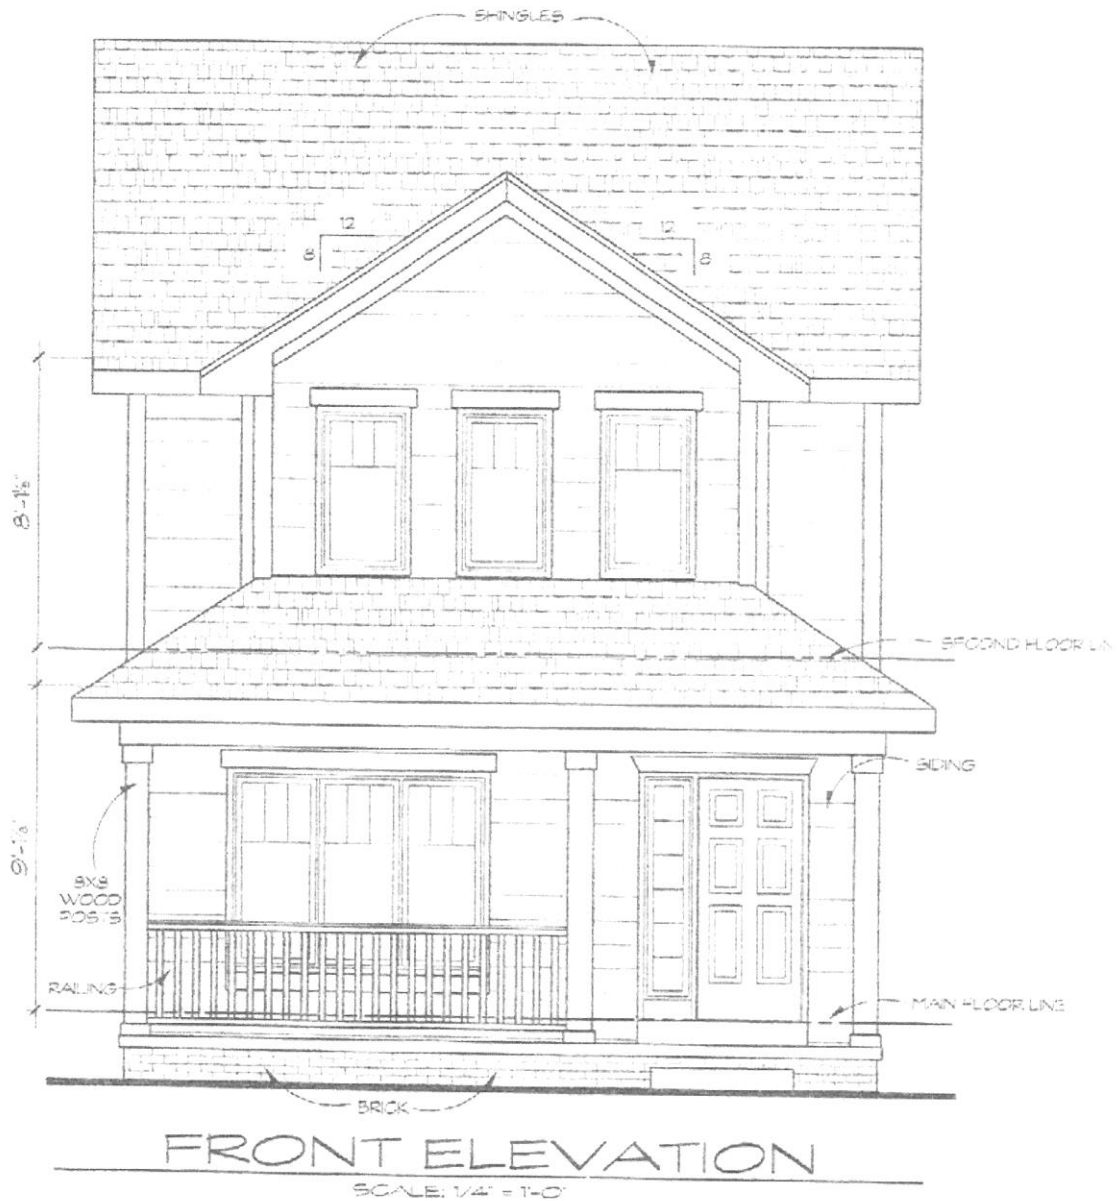 SHINGLES
12
8
12
8
8'-1⅛"
SECOND FLOOR LIN
SIDING
9'-1⅛"
8X8
WOOD
POSTS
RAILING
MAIN FLOOR LINE
BRICK
FRONT ELEVATION
SCALE: 1/4" = 1'-0"